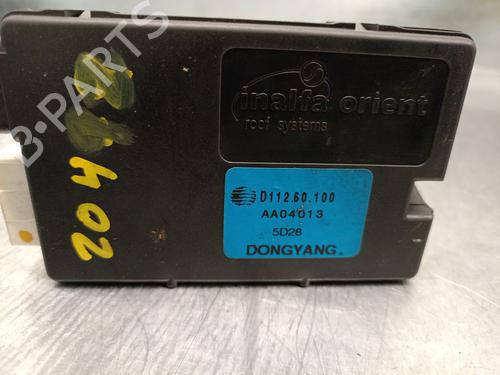 B-PARTS
inalfa orient
roof systems
D112.60.100
AA04013
5D28
DONGYANG.
204